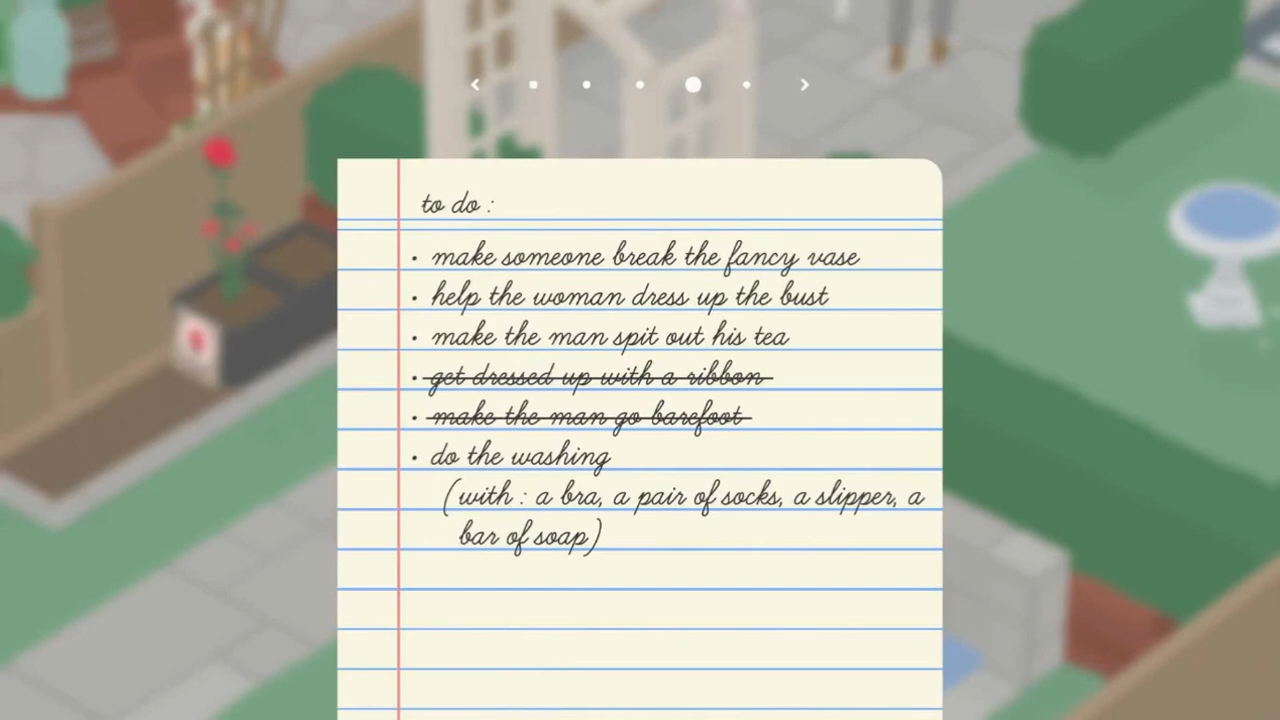 to do :
• make someone break the fancy vase
• help the woman dress up the bust
• make the man spit out his tea
• get dressed up with a ribbon
• make the man go barefoot
• do the washing
(with : a bra, a pair of socks, a slipper, a
bar of soap)